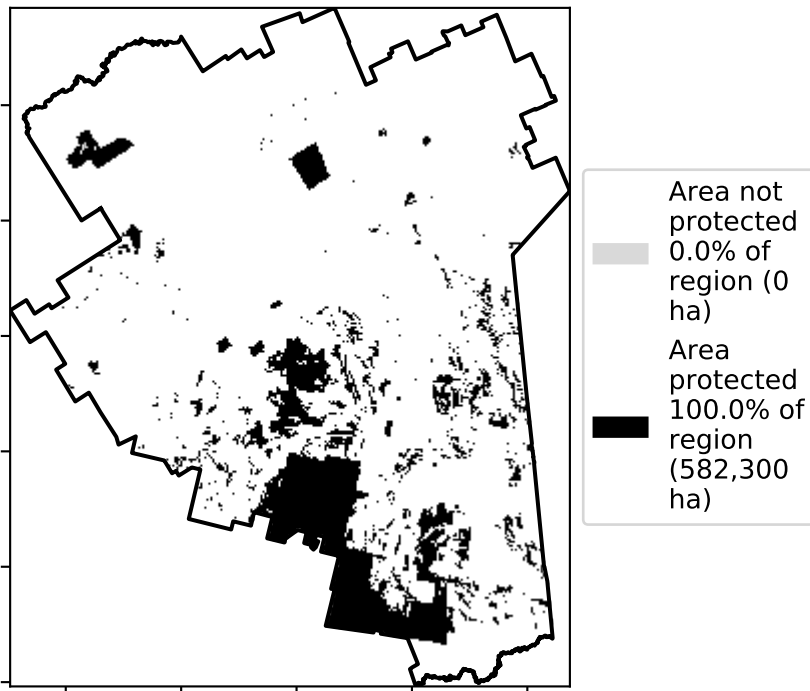 Area not
protected
0.0% of
region (0
ha)
Area
protected
100.0% of
region
(582,300
ha)